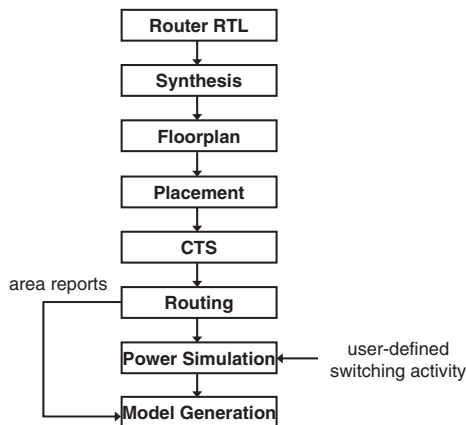 Router RTL
Synthesis
Floorplan
Placement
CTS
area reports
Routing
Power Simulation
user-defined
switching activity
Model Generation